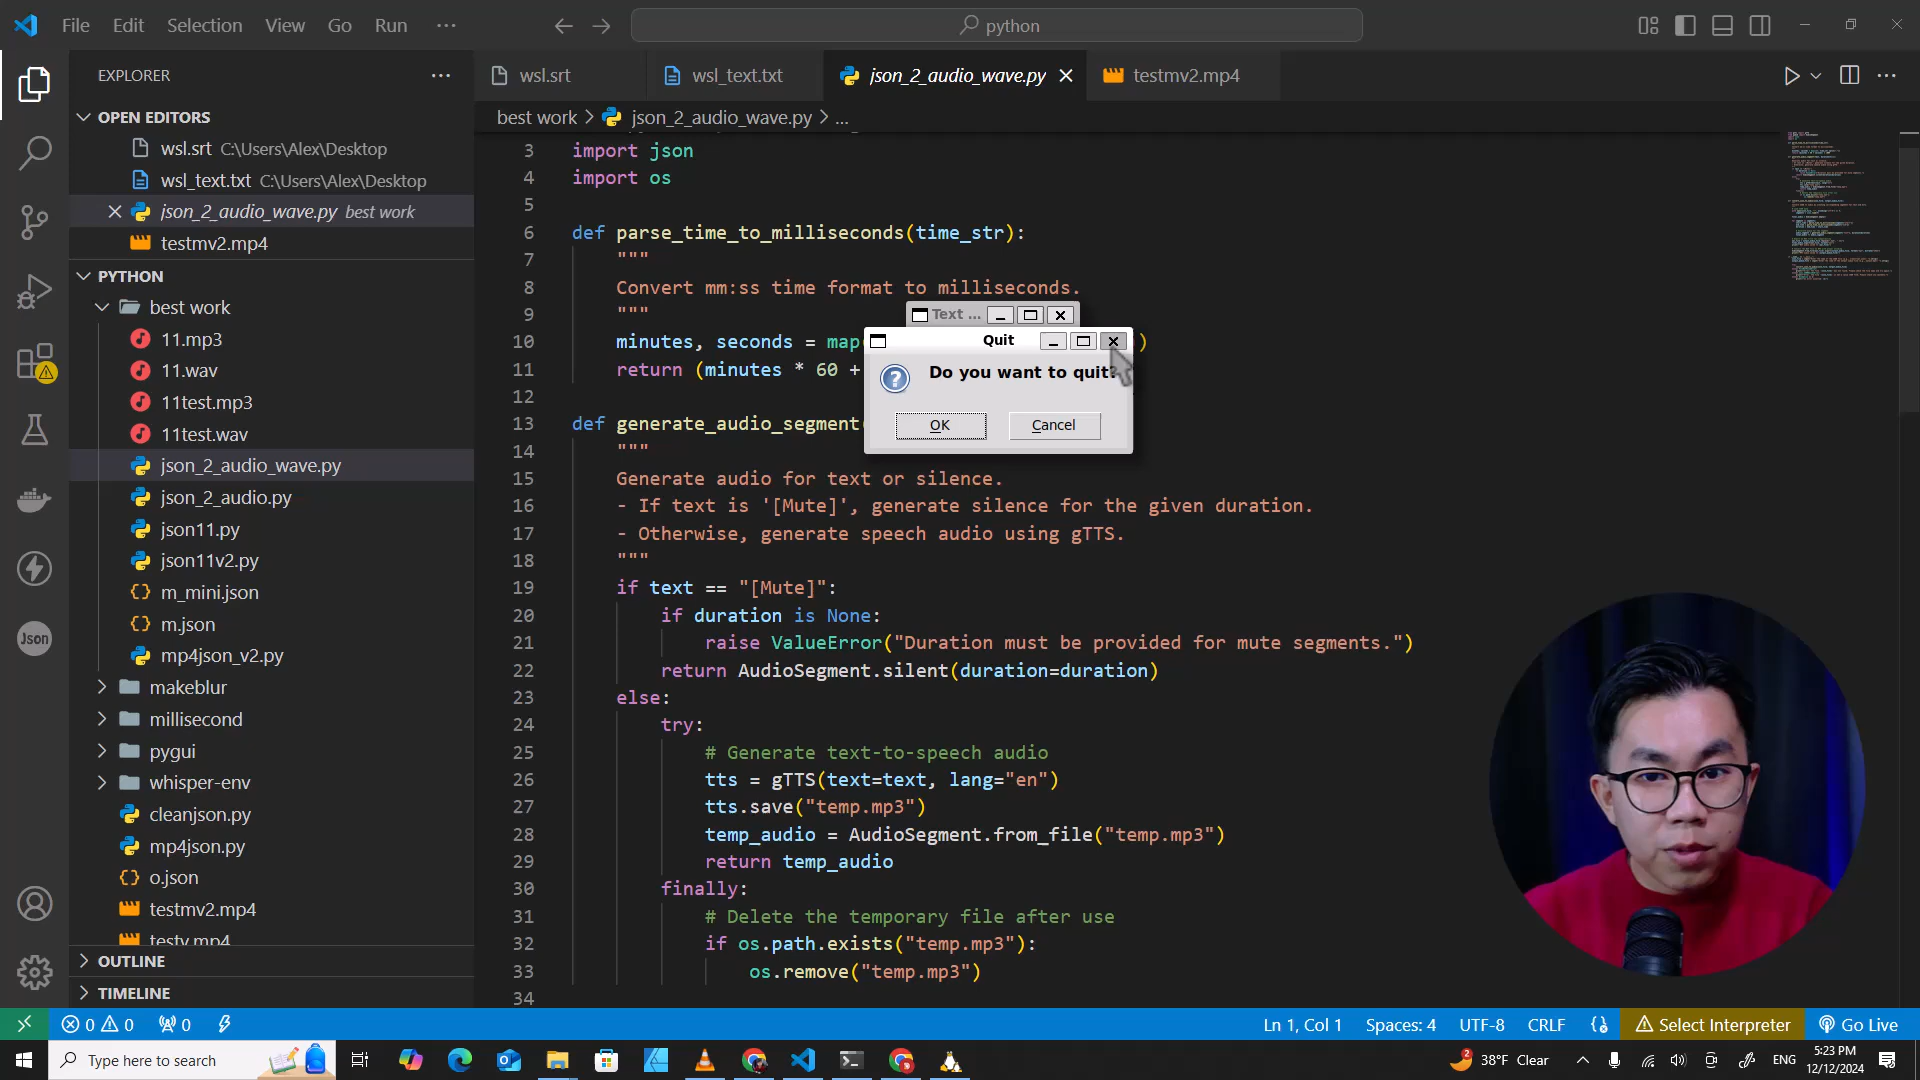 File Edit Selection View Go Run ...
python
EXPLORER
OPEN EDITORS
wsl.srt C:\Users\Alex\Desktop
wsl_text.txt C:\Users\Alex\Desktop
json_2_audio_wave.py best work
testmv2.mp4
PYTHON
best work
11.mp3
11.wav
11test.mp3
11test.wav
json_2_audio_wave.py
json_2_audio.py
json11.py
json11v2.py
m_mini.json
m.json
mp4json_v2.py
makeblur
millisecond
pygui
whisper-env
cleanjson.py
mp4json.py
o.json
testmv2.mp4
testv.mp4
OUTLINE
TIMELINE
Json
wsl.srt wsl_text.txt json_2_audio_wave.py testmv2.mp4
best work > json_2_audio_wave.py > ...
3 import json
4 import os
5
6 def parse_time_to_milliseconds(time_str):
7 """
8 Convert mm:ss time format to milliseconds.
9 """
10 minutes, seconds = map )
11 return (minutes * 60 +
12
13 def generate_audio_segment
14 """
15 Generate audio for text or silence.
16 - If text is '[Mute]', generate silence for the given duration.
17 - Otherwise, generate speech audio using gTTS.
18 """
19 if text == "[Mute]":
20 if duration is None:
21 raise ValueError("Duration must be provided for mute segments.")
22 return AudioSegment.silent(duration=duration)
23 else:
24 try:
25 # Generate text-to-speech audio
26 tts = gTTS(text=text, lang="en")
27 tts.save("temp.mp3")
28 temp_audio = AudioSegment.from_file("temp.mp3")
29 return temp_audio
30 finally:
31 # Delete the temporary file after use
32 if os.path.exists("temp.mp3"):
33 os.remove("temp.mp3")
34
Text ...
Quit
Do you want to quit?
OK Cancel
0 0 0 Ln 1, Col 1 Spaces: 4 UTF-8 CRLF Select Interpreter Go Live
Type here to search 2 38°F Clear ENG 5:23 PM
12/12/2024